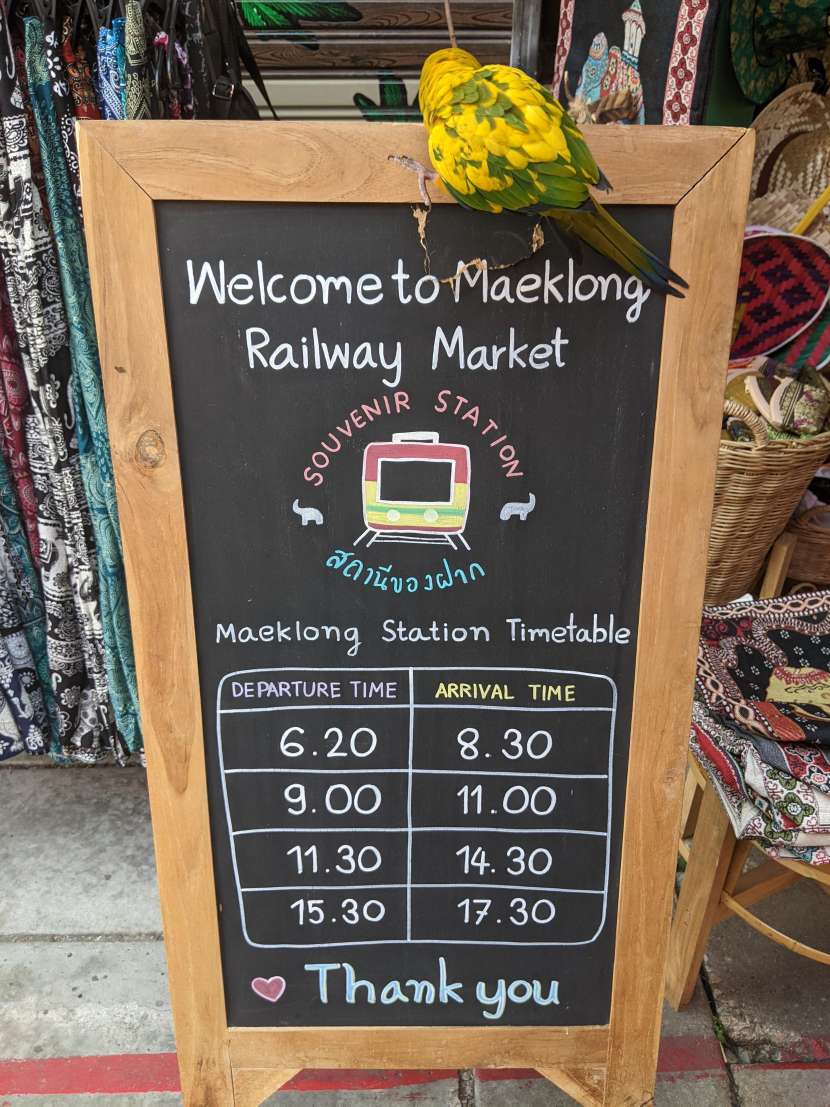 Welcome to Maeklong
Railway Market
SOUVENIR STATION
สถานีของฝาก
Maeklong Station Timetable
DEPARTURE TIME ARRIVAL TIME
6.20 8.30
9.00 11.00
11.30 14.30
15.30 17.30
Thank you